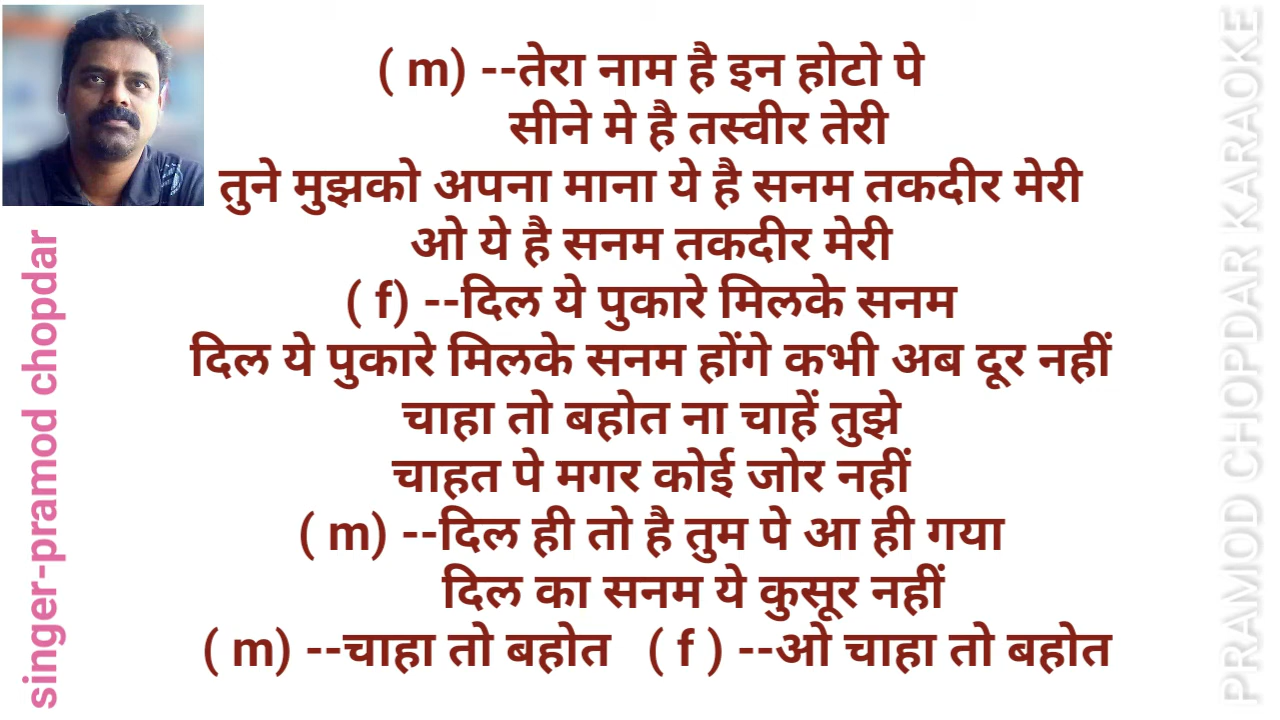 ( m) --तेरा नाम है इन होटो पे
सीने मे है तस्वीर तेरी
तुने मुझको अपना माना ये है सनम तकदीर मेरी
ओ ये है सनम तकदीर मेरी
( f) --दिल ये पुकारे मिलके सनम
दिल ये पुकारे मिलके सनम होंगे कभी अब दूर नहीं
चाहा तो बहोत ना चाहें तुझे
चाहत पे मगर कोई जोर नहीं
( m) --दिल ही तो है तुम पे आ ही गया
दिल का सनम ये कुसूर नहीं
( m) --चाहा तो बहोत ( f ) --ओ चाहा तो बहोत
singer-pramod chopdar
PRAMOD CHOPDAR KARAOKE